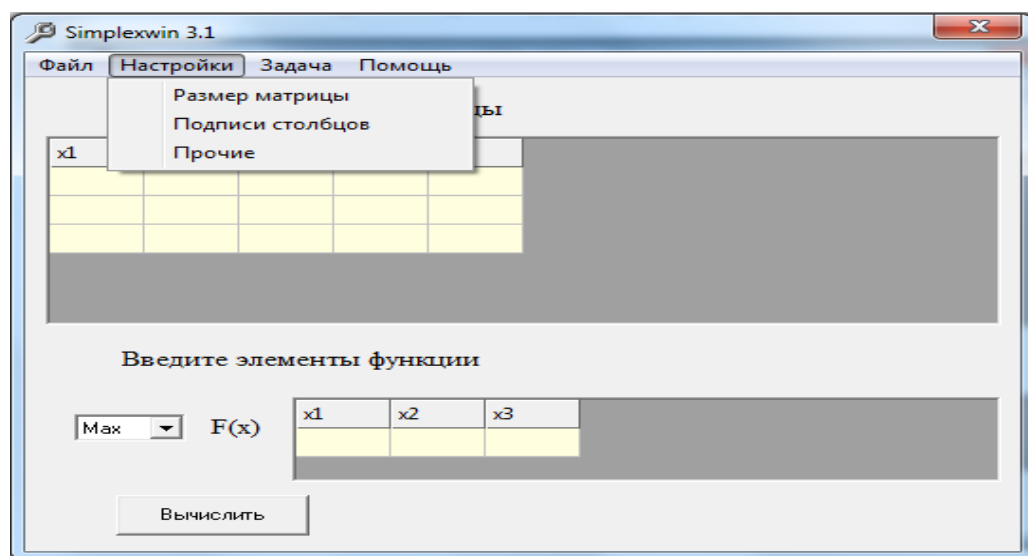 Simplexwin 3.1
Файл Настройки Задача Помощь
Размер матрицы
Подписи столбцов
Прочие
x1
Введите элементы функции
Max F(x) x1 x2 x3
Вычислить